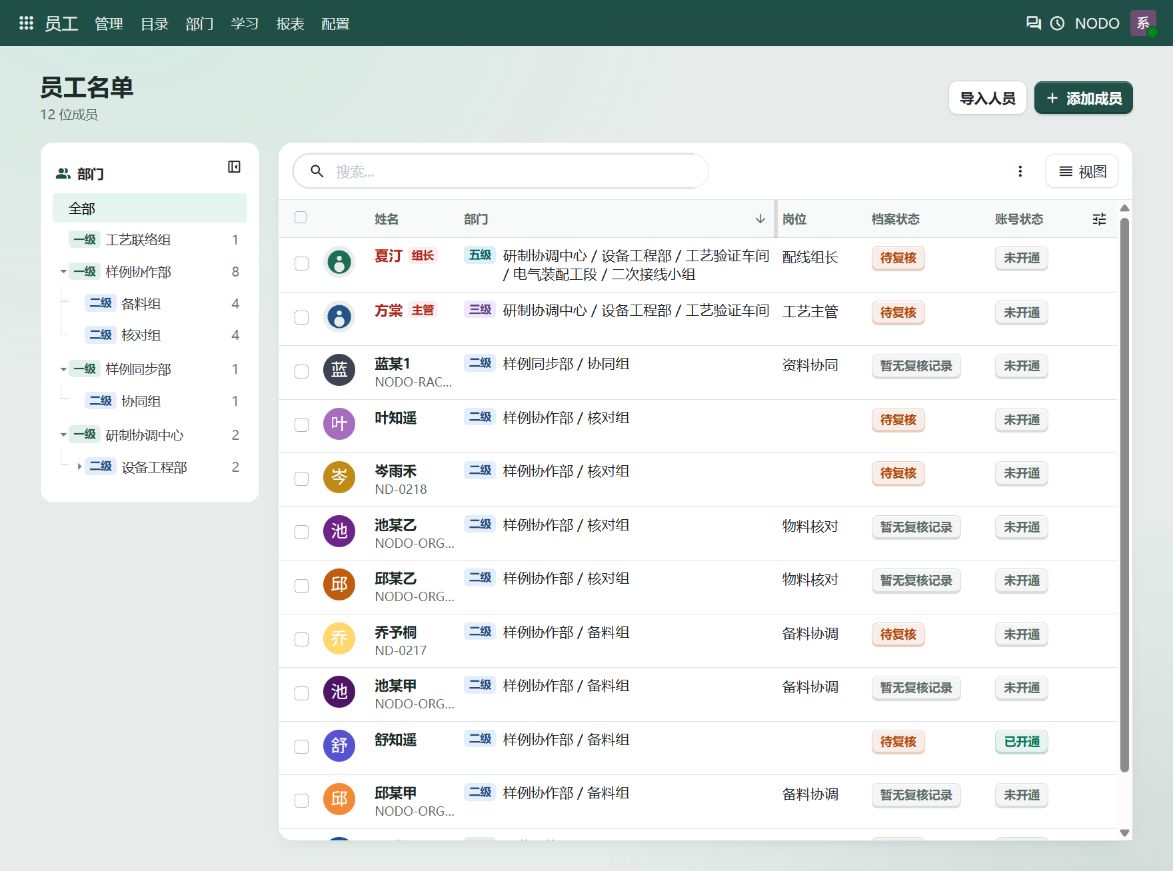 员工 管理 目录 部门 学习 报表 配置 NODO 系
员工名单
12 位成员
导入人员
+ 添加成员
部门
全部
一级 工艺联络组 1
一级 样例协作部 8
二级 备料组 4
二级 核对组 4
一级 样例同步部 1
二级 协同组 1
一级 研制协调中心 2
二级 设备工程部 2
搜索...
视图
姓名 部门 岗位 档案状态 账号状态
夏汀 组长 五级 研制协调中心 / 设备工程部 / 工艺验证车间 配线组长 待复核 未开通
/ 电气装配工段 / 二次接线小组
方棠 主管 三级 研制协调中心 / 设备工程部 / 工艺验证车间 工艺主管 待复核 未开通
蓝 蓝某1 二级 样例同步部 / 协同组 资料协同 暂无复核记录 未开通
NODO-RAC...
叶 叶知遥 二级 样例协作部 / 核对组 待复核 未开通
岑 岑雨禾 二级 样例协作部 / 核对组 待复核 未开通
ND-0218
池 池某乙 二级 样例协作部 / 核对组 物料核对 暂无复核记录 未开通
NODO-ORG...
邱 邱某乙 二级 样例协作部 / 核对组 物料核对 暂无复核记录 未开通
NODO-ORG...
乔 乔予桐 二级 样例协作部 / 备料组 备料协调 待复核 未开通
ND-0217
池 池某甲 二级 样例协作部 / 备料组 备料协调 暂无复核记录 未开通
NODO-ORG...
舒 舒知遥 二级 样例协作部 / 备料组 待复核 已开通
邱 邱某甲 二级 样例协作部 / 备料组 备料协调 暂无复核记录 未开通
NODO-ORG...